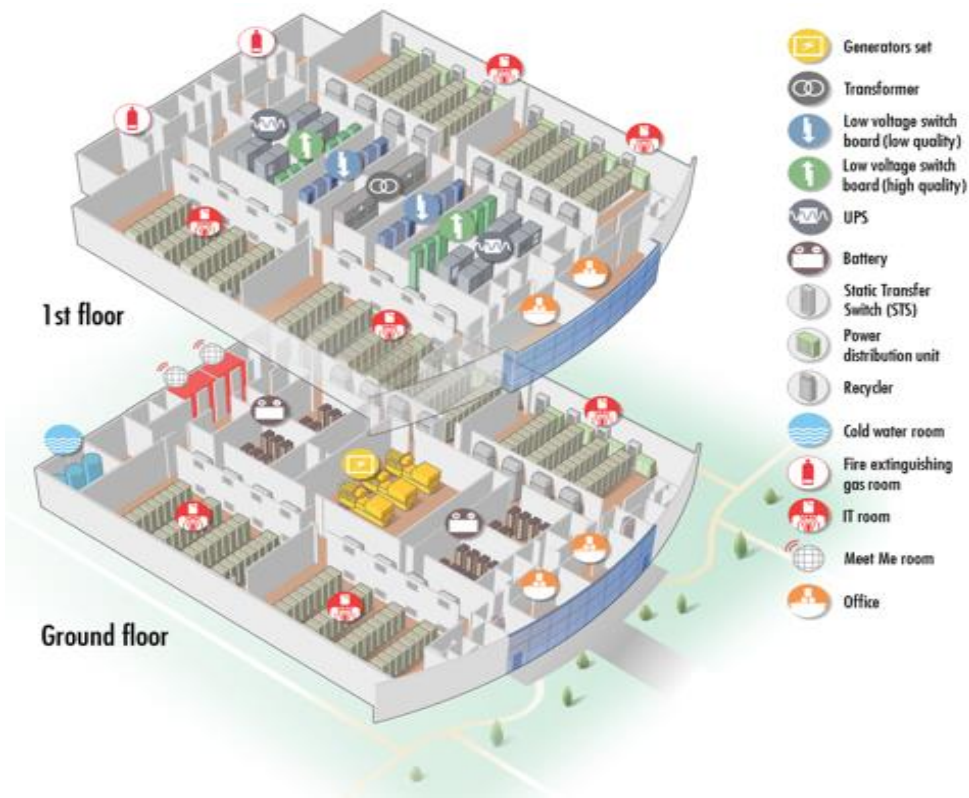 Generators set
Transformer
Low voltage switch
board (low quality)
Low voltage switch
board (high quality)
UPS
Battery
Static Transfer
Switch (STS)
Power
distribution unit
Recycler
Cold water room
Fire extinguishing
gas room
IT room
Meet Me room
Office
1st floor
Ground floor